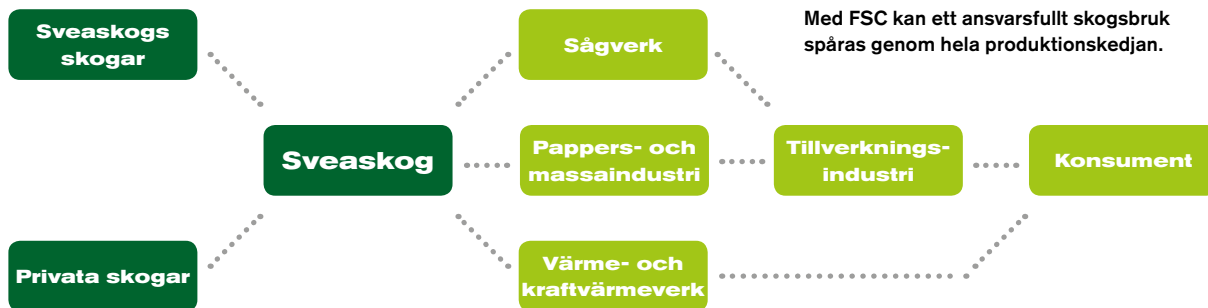 Sveaskogs
skogar
Sågverk
Med FSC kan ett ansvarsfullt skogsbruk
spåras genom hela produktionskedjan.
Sveaskog
Pappers- och
massaindustri
Tillverknings-
industri
Konsument
Privata skogar
Värme- och
kraftvärmeverk